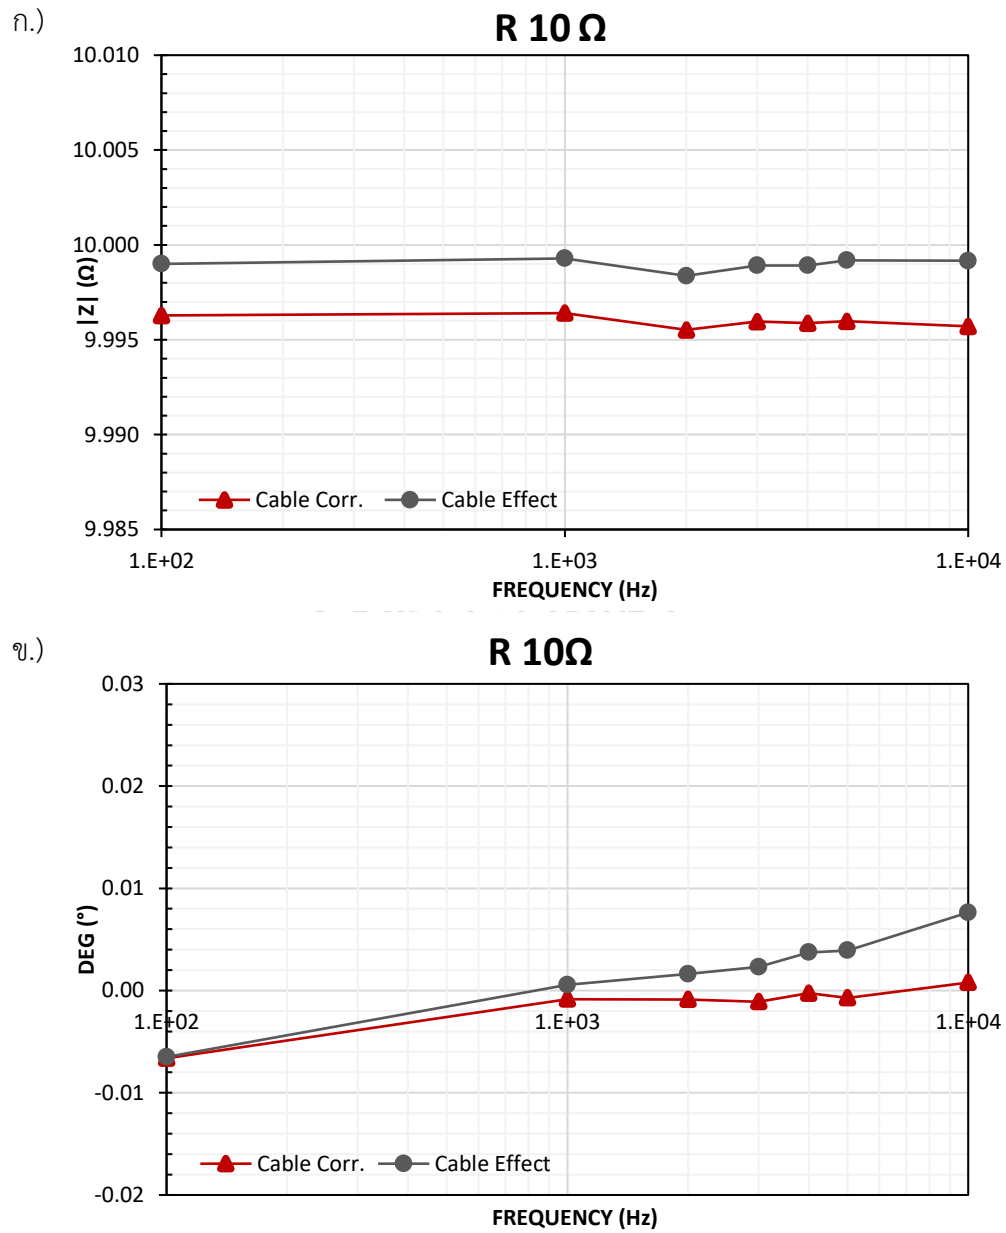 ก.)
R 10 Ω
10.010
10.005
10.000
9.995
9.990
9.985
|Z| (Ω)
Cable Corr. Cable Effect
1.E+02 1.E+03 1.E+04
FREQUENCY (Hz)
ข.)
R 10Ω
0.03
0.02
0.01
0.00
-0.01
-0.02
DEG (°)
1.E+02 1.E+03 1.E+04
Cable Corr. Cable Effect
FREQUENCY (Hz)